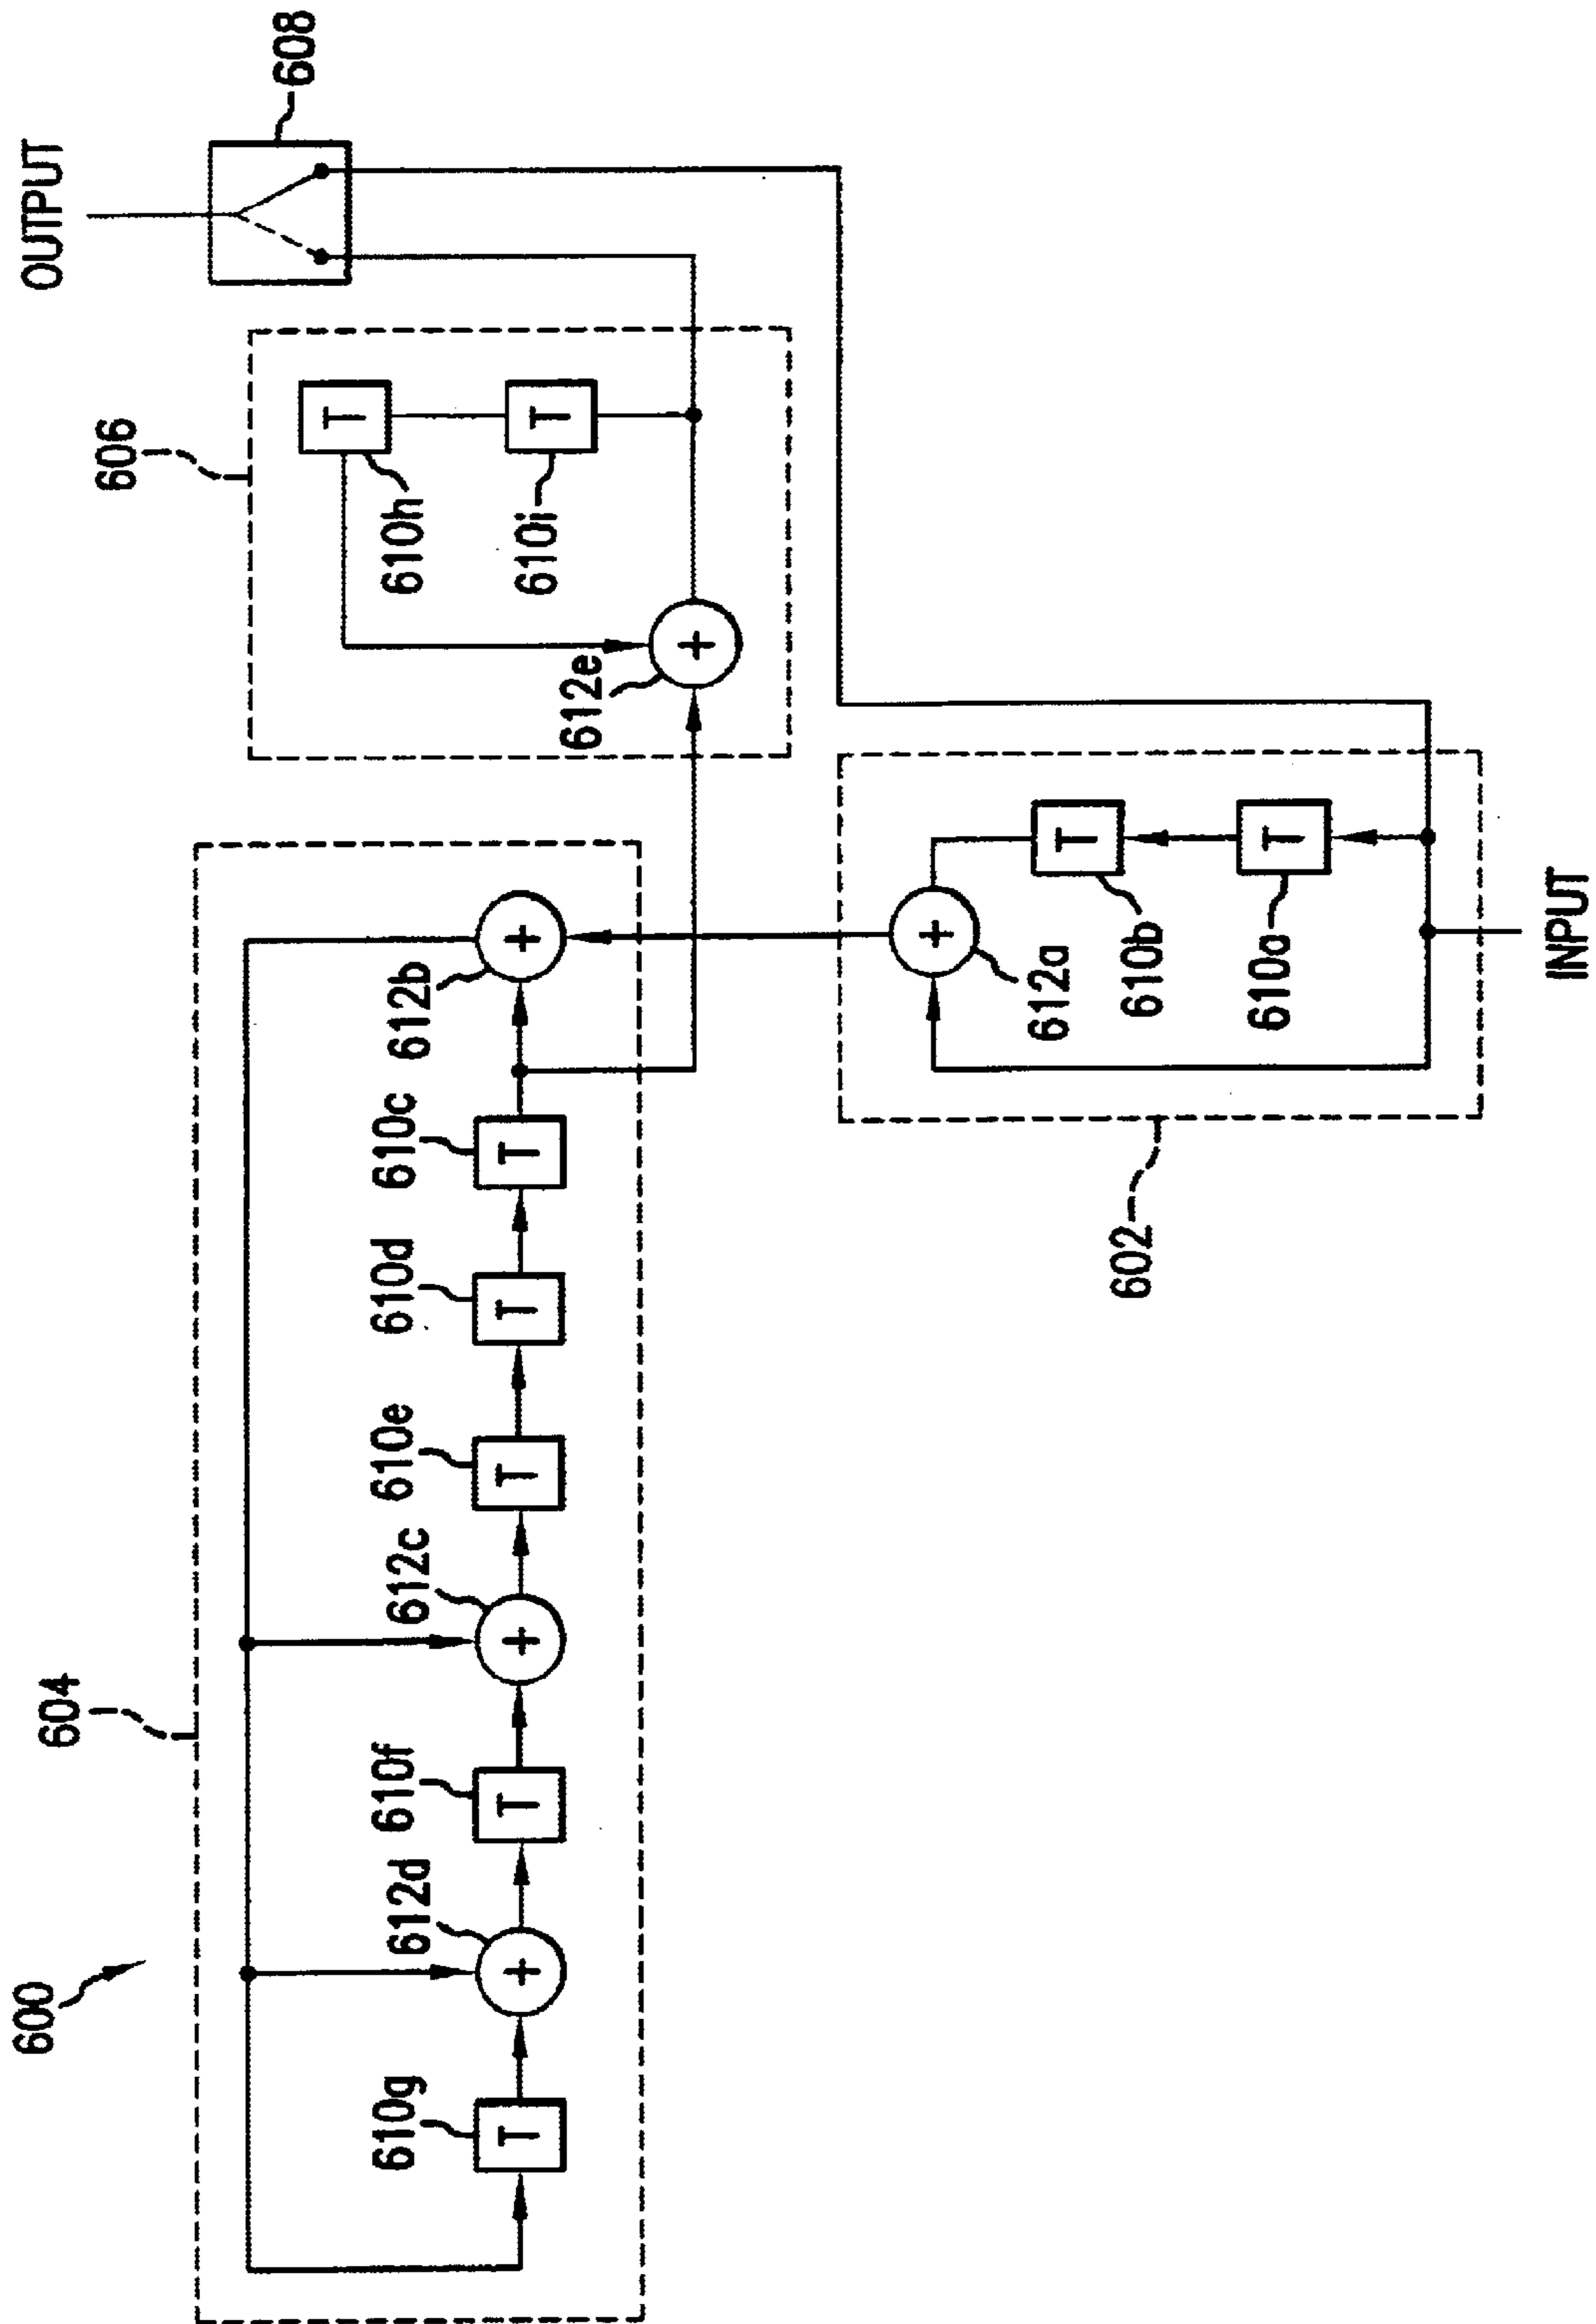 600
604
610g
612d
610f
612c
610e
610d
610c
612b
T
+
T
+
T
T
T
+
606
610h
610i
612e
T
T
+
OUTPUT
608
602
612a
610b
610a
+
T
T
INPUT